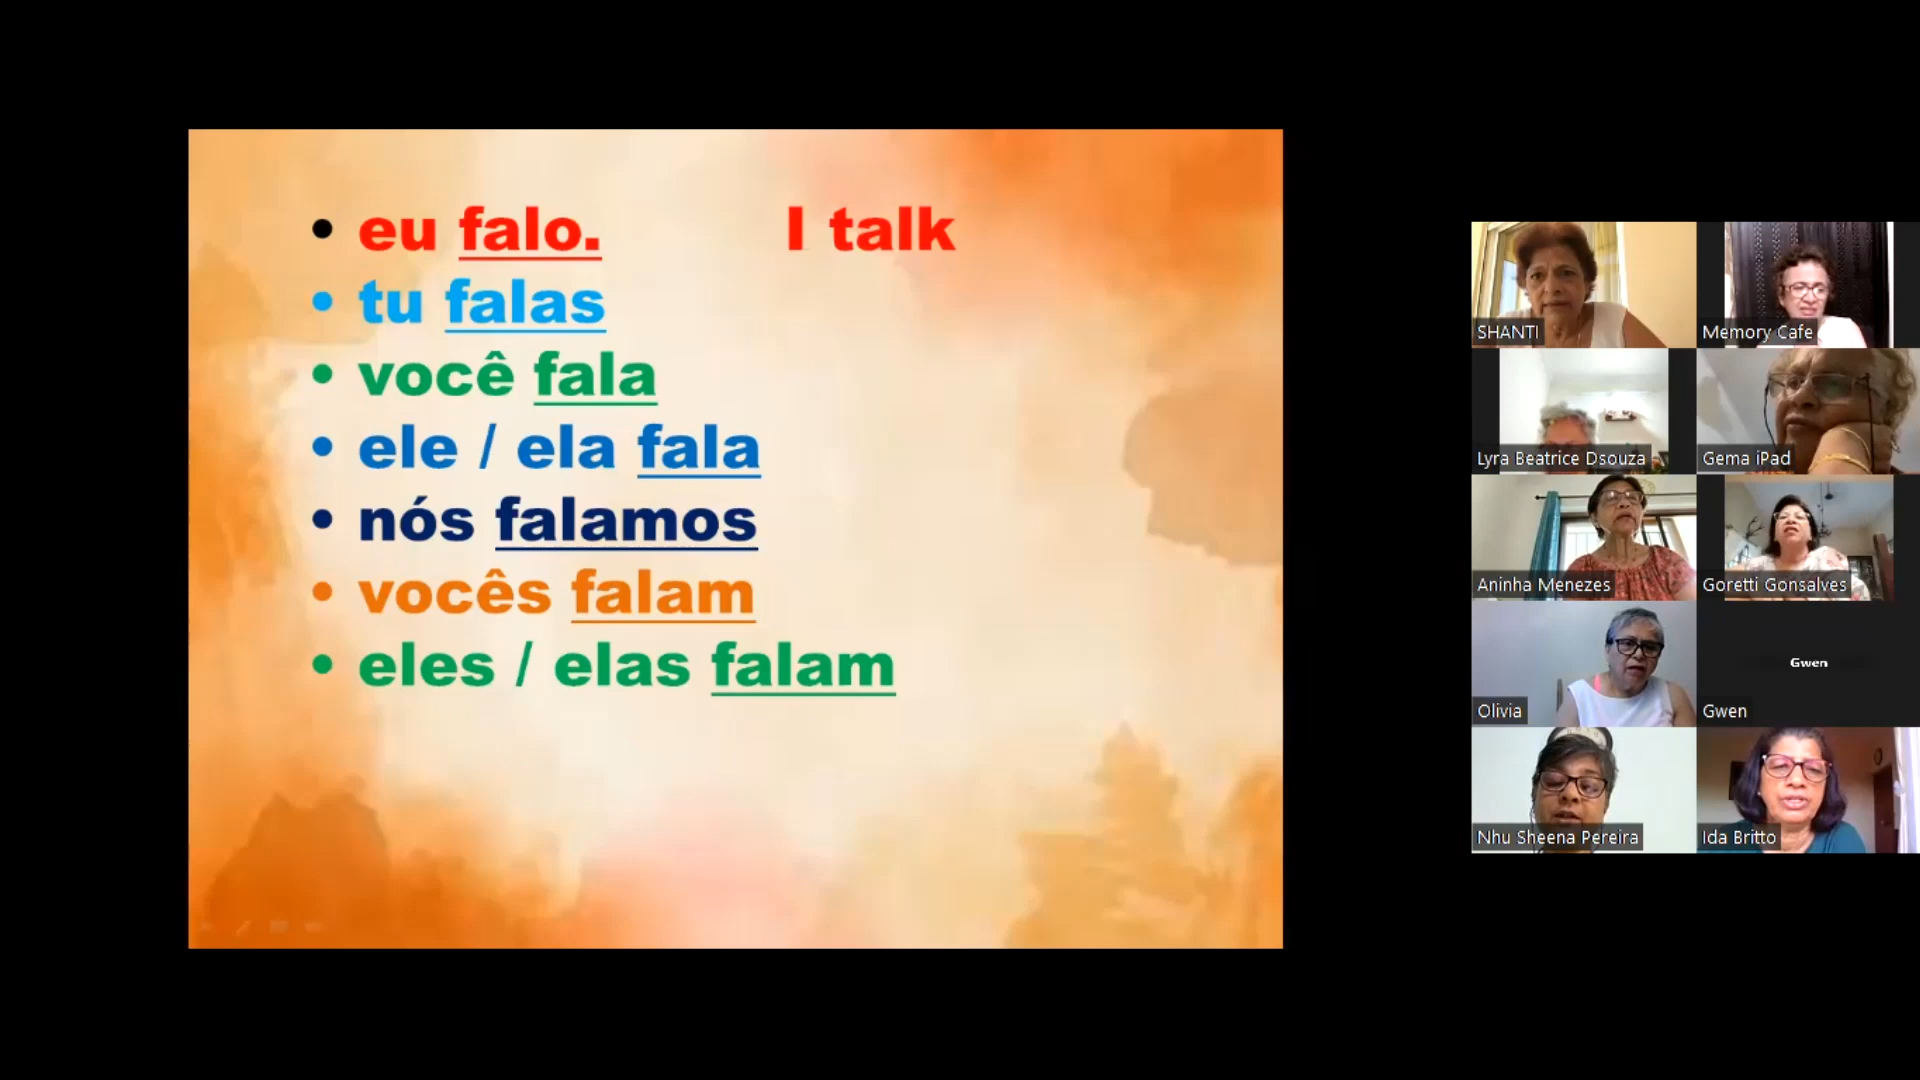 • eu falo. I talk
• tu falas
• você fala
• ele / ela fala
• nós falamos
• vocês falam
• eles / elas falam
SHANTI
Memory Cafe
Lyra Beatrice Dsouza
Gema iPad
Aninha Menezes
Goretti Gonsalves
Olivia
Gwen
Gwen
Nhu Sheena Pereira
Ida Britto